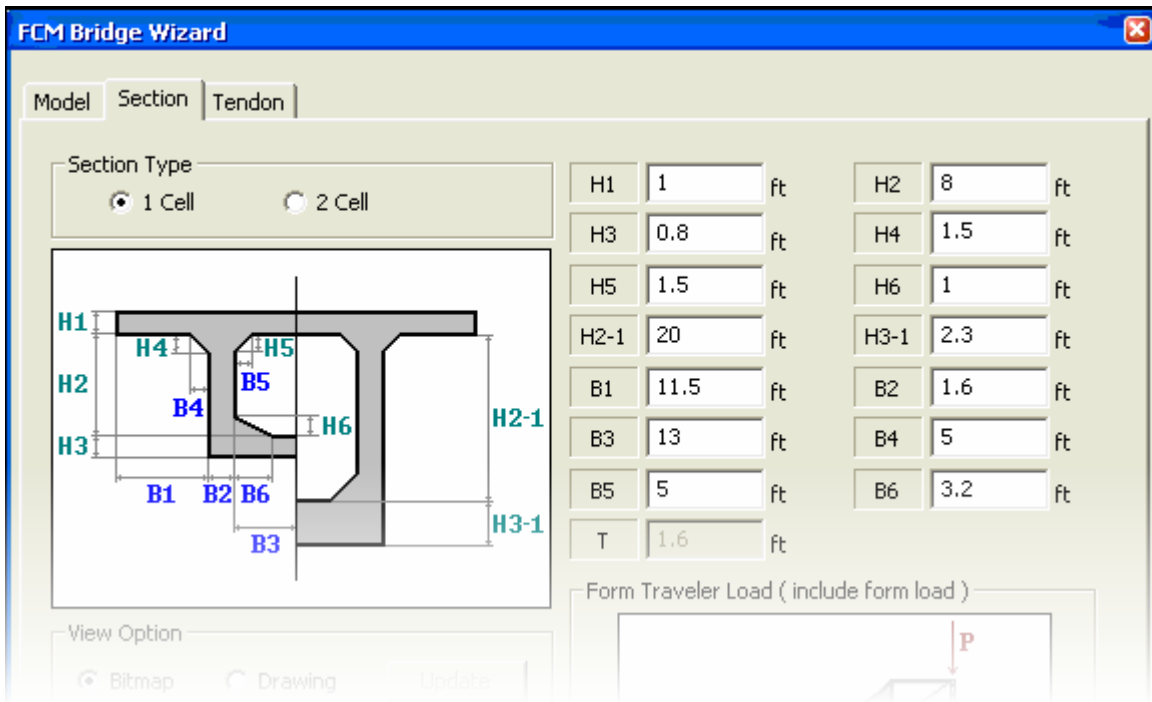 FCM Bridge Wizard
Model Section Tendon
Section Type
1 Cell 2 Cell
H1
H4 H5
H2 B5
B4
H6 H2-1
H3
B1 B2 B6
H3-1
B3
H1 1 ft H2 8 ft
H3 0.8 ft H4 1.5 ft
H5 1.5 ft H6 1 ft
H2-1 20 ft H3-1 2.3 ft
B1 11.5 ft B2 1.6 ft
B3 13 ft B4 5 ft
B5 5 ft B6 3.2 ft
T 1.6 ft
Form Traveler Load ( include form load )
P
View Option
Bitmap Drawing Update